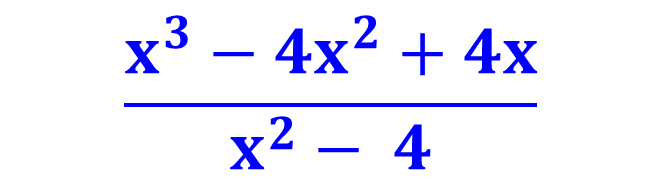 x³ − 4x² + 4x
x² − 4